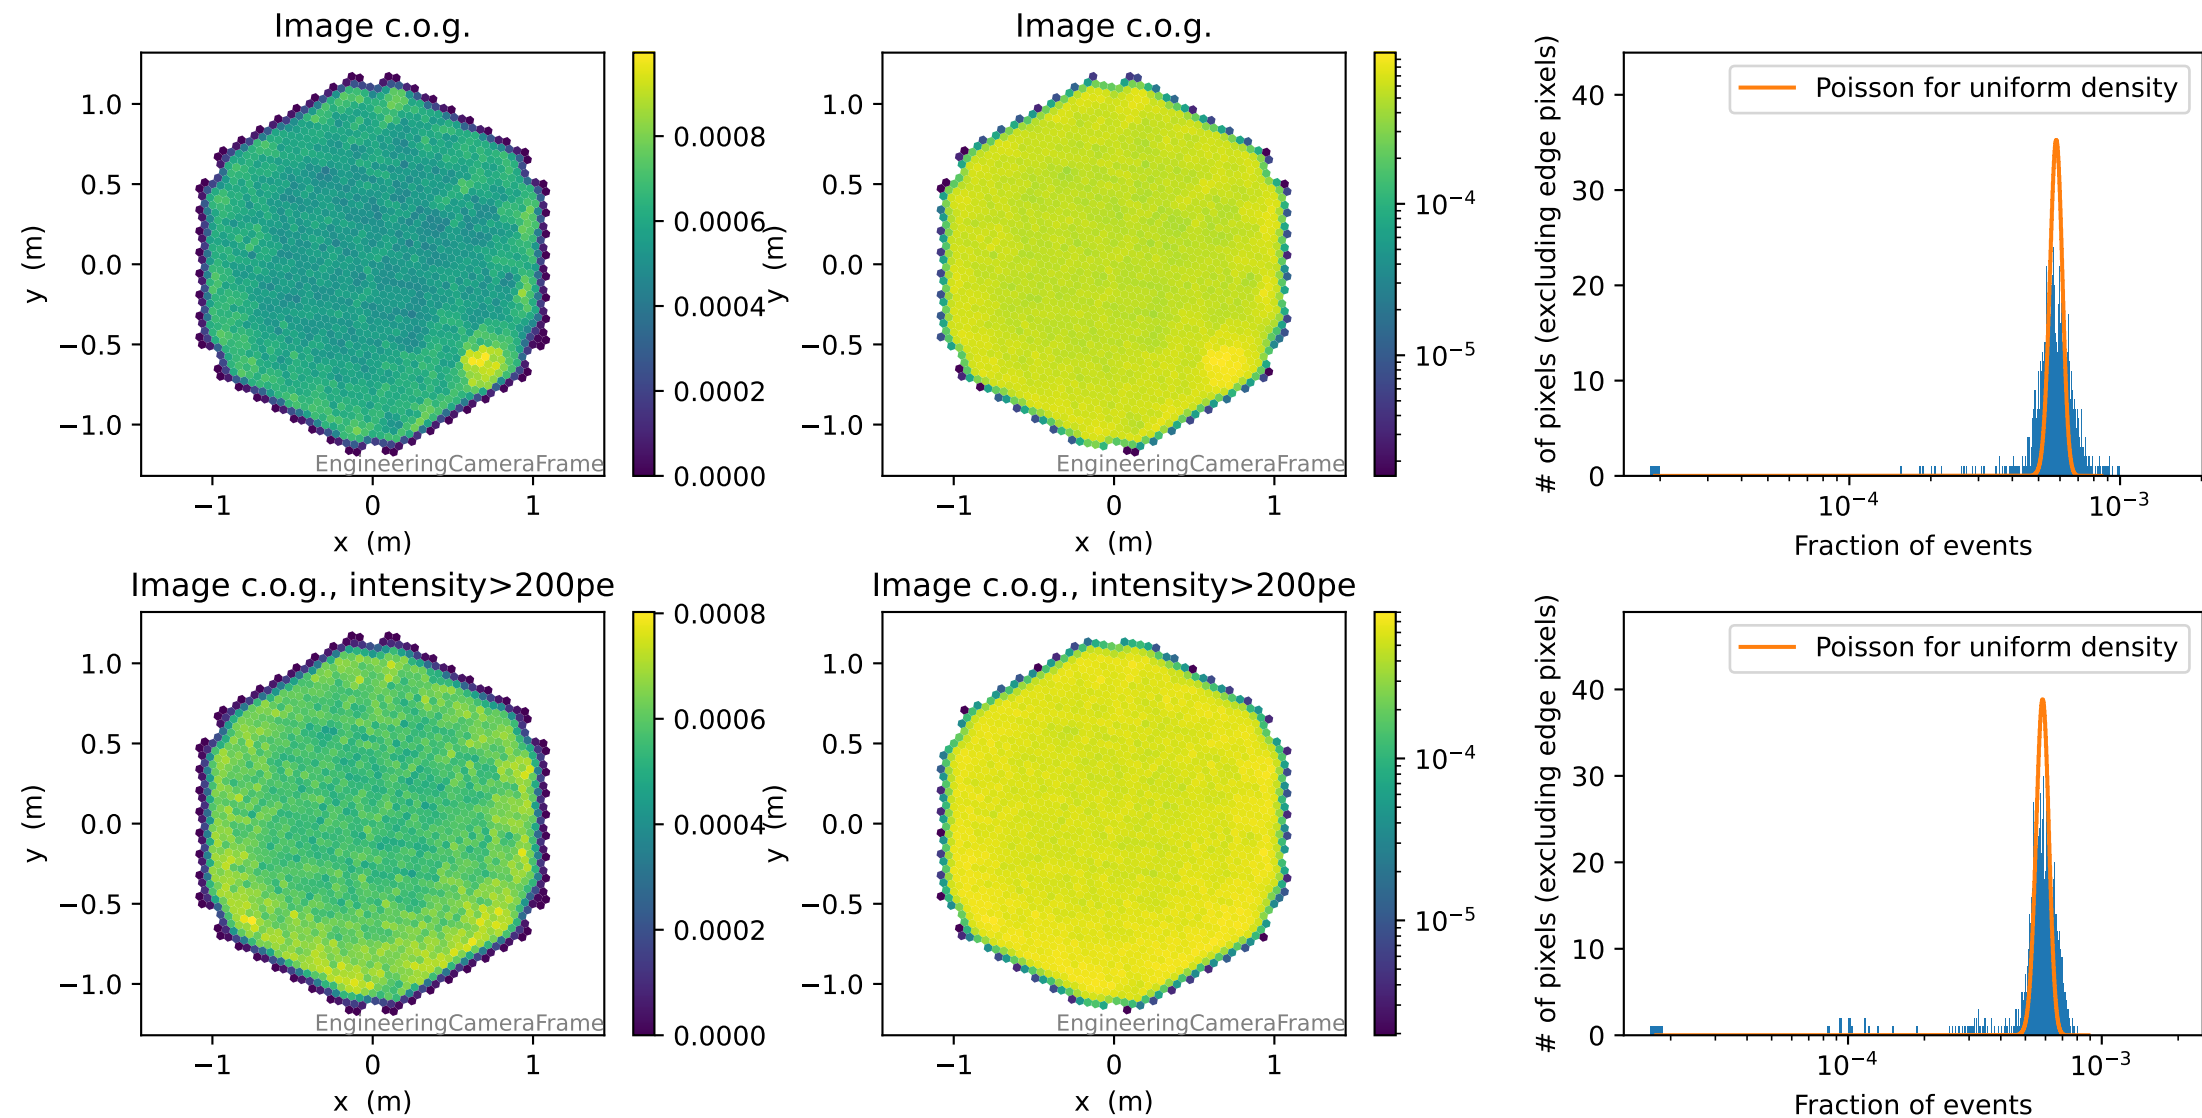 Image c.o.g.
y (m)
1.0
0.5
0.0
−0.5
−1.0
EngineeringCameraFrame
−1 0 1
x (m)
0.0008
0.0006
0.0004
0.0002
0.0000
Image c.o.g.
y (m)
1.0
0.5
0.0
−0.5
−1.0
EngineeringCameraFrame
−1 0 1
x (m)
10−4
10−5
# of pixels (excluding edge pixels)
40
30
20
10
0
Poisson for uniform density
10−4 10−3
Fraction of events
Image c.o.g., intensity>200pe
y (m)
1.0
0.5
0.0
−0.5
−1.0
EngineeringCameraFrame
−1 0 1
x (m)
0.0008
0.0006
0.0004
0.0002
0.0000
Image c.o.g., intensity>200pe
y (m)
1.0
0.5
0.0
−0.5
−1.0
EngineeringCameraFrame
−1 0 1
x (m)
10−4
10−5
# of pixels (excluding edge pixels)
40
30
20
10
0
Poisson for uniform density
10−4 10−3
Fraction of events